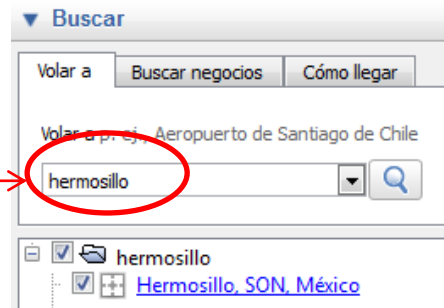 Buscar
Volar a Buscar negocios Cómo llegar
Volar a p. ej., Aeropuerto de Santiago de Chile
hermosillo
hermosillo
Hermosillo, SON, México